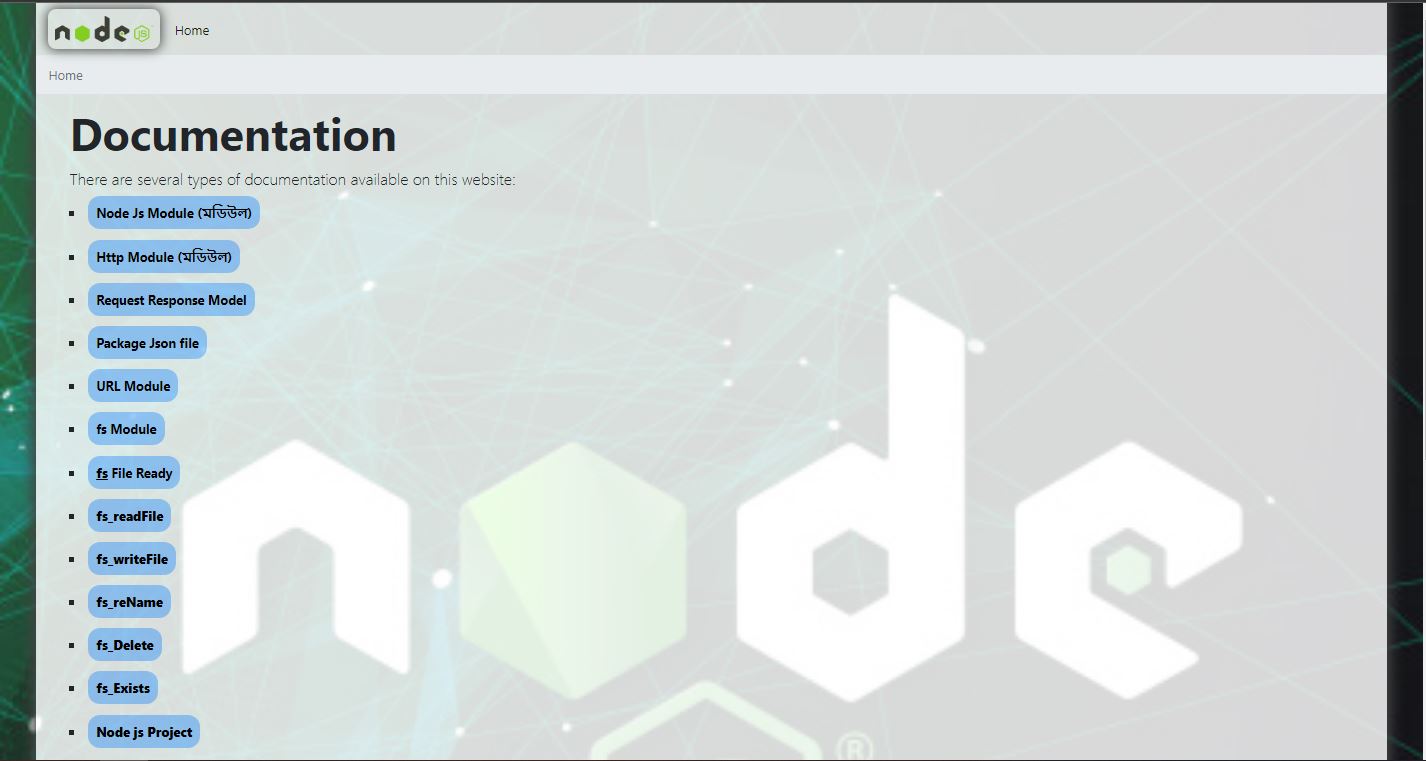 node JS
Home
Home
Documentation
There are several types of documentation available on this website:
Node Js Module (মডিউল)
Http Module (মডিউল)
Request Response Model
Package Json file
URL Module
fs Module
fs File Ready
fs_readFile
fs_writeFile
fs_reName
fs_Delete
fs_Exists
Node js Project
node
®